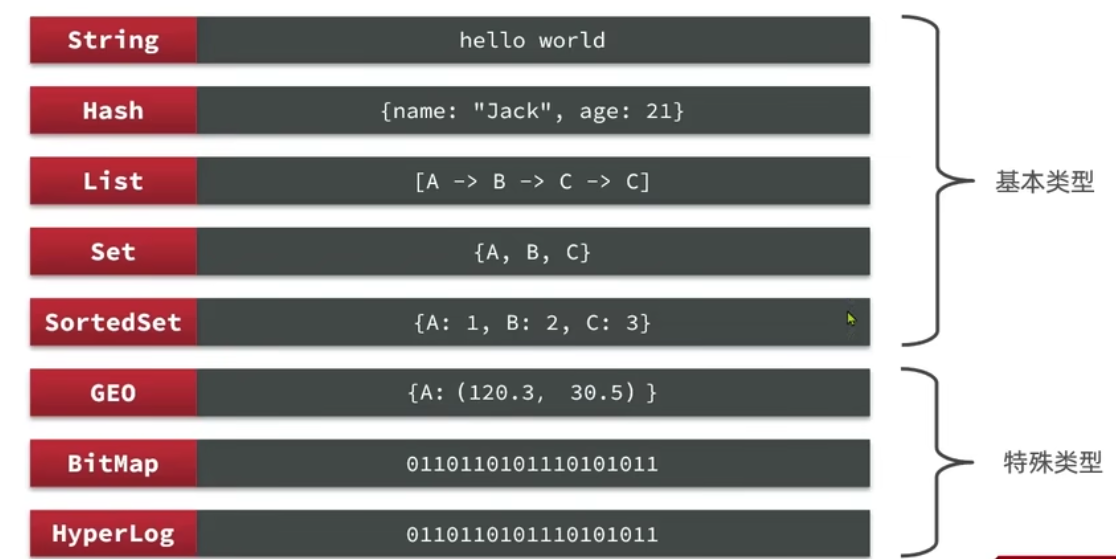 String hello world
Hash {name: "Jack", age: 21}
List [A -> B -> C -> C]
Set {A, B, C}
SortedSet {A: 1, B: 2, C: 3}
基本类型
GEO {A: (120.3, 30.5) }
BitMap 0110110101110101011
HyperLog 0110110101110101011
特殊类型